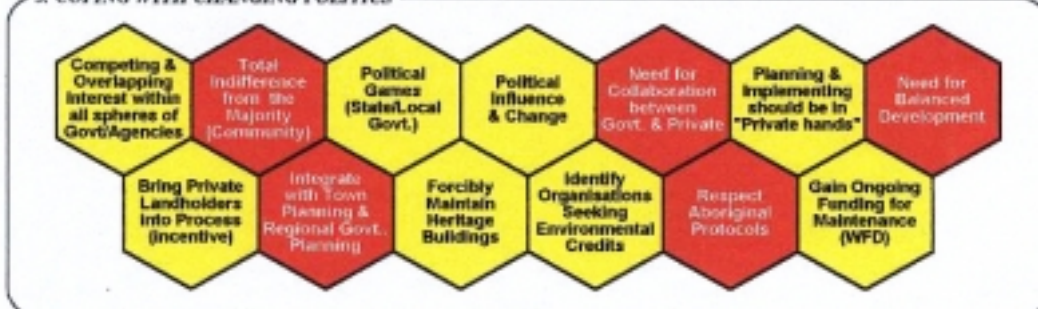 COPING WITH CHANGING POLITICS
Competing &
Overlapping
Interest within
all spheres of
Govt/Agencies
Total
Indifference
from the
Majority
(Community)
Political
Games
(State/Local
Govt.)
Political
Influence
& Change
Need for
Collaboration
between
Govt. & Private
Planning &
Implementing
should be in
"Private hands"
Need for
Balanced
Development
Bring Private
Landholders
into Process
(incentive)
Integrate
with Town
Planning &
Regional Govt..
Planning
Forcibly
Maintain
Heritage
Buildings
Identify
Organisations
Seeking
Environmental
Credits
Respect
Aboriginal
Protocols
Gain Ongoing
Funding for
Maintenance
(WFD)